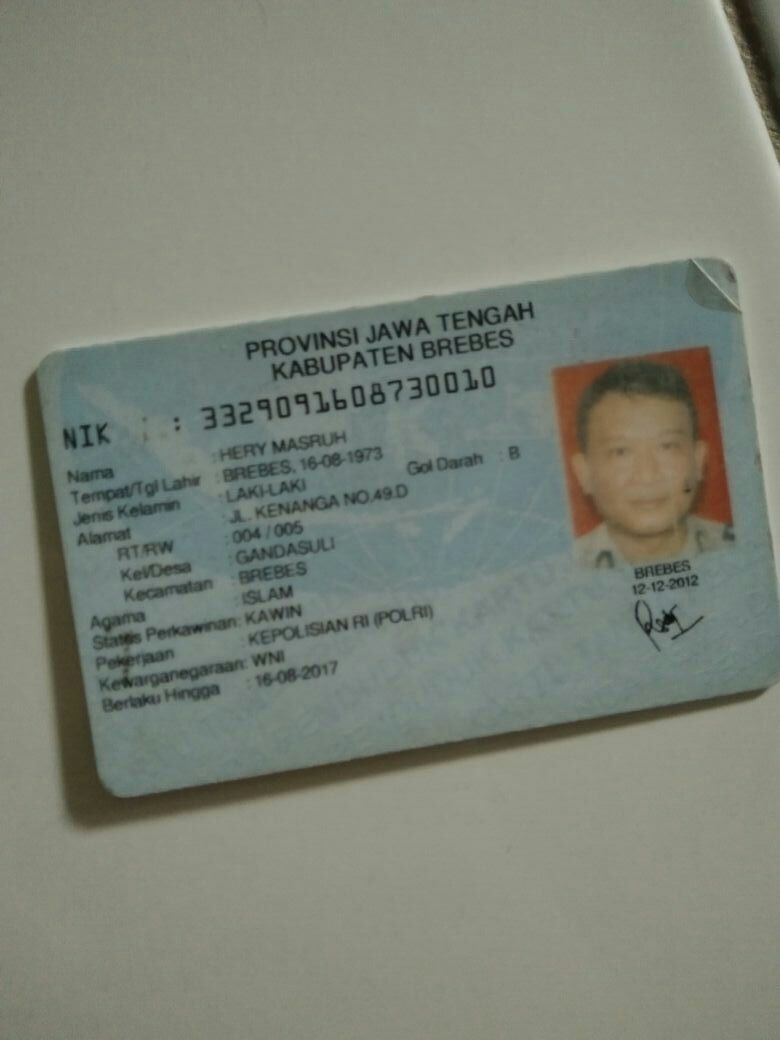 PROVINSI JAWA TENGAH
KABUPATEN BREBES
NIK : 3329091608730010
Nama : HERY MASRUH
Tempat/Tgl Lahir : BREBES, 16-08-1973
Jenis Kelamin : LAKI-LAKI Gol Darah : B
Alamat : JL. KENANGA NO.49.D
RT/RW : 004 / 005
Kel/Desa : GANDASULI
Kecamatan : BREBES
Agama : ISLAM
Status Perkawinan: KAWIN
Pekerjaan : KEPOLISIAN RI (POLRI)
Kewarganegaraan: WNI
Berlaku Hingga : 16-08-2017
BREBES
12-12-2012